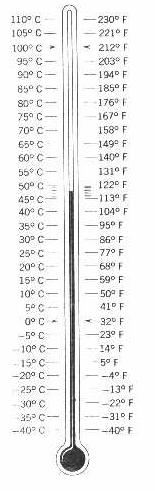 110° C 230° F
105° C 221° F
100° C 212° F
95° C 203° F
90° C 194° F
85° C 185° F
80° C 176° F
75° C 167° F
70° C 158° F
65° C 149° F
60° C 140° F
55° C 131° F
50° C 122° F
45° C 113° F
40° C 104° F
35° C 95° F
30° C 86° F
25° C 77° F
20° C 68° F
15° C 59° F
10° C 50° F
5° C 41° F
0° C 32° F
-5° C 23° F
-10° C 14° F
-15° C 5° F
-20° C -4° F
-25° C -13° F
-30° C -22° F
-35° C -31° F
-40° C -40° F